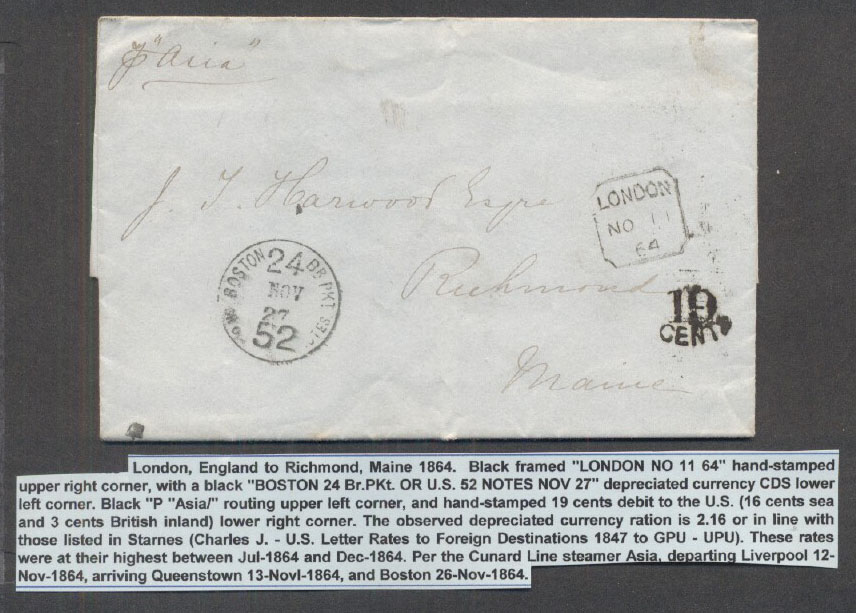 P "Asia"
J. T. Harwood Esqre
Richmond
Maine
LONDON
NO 11
64
BOSTON 24 BR. PKT
NOV
27
OR U.S. 52 NOTES
19
CENTS
London, England to Richmond, Maine 1864. Black framed "LONDON NO 11 64" hand-stamped
upper right corner, with a black "BOSTON 24 Br.PKt. OR U.S. 52 NOTES NOV 27" depreciated currency CDS lower
left corner. Black "P "Asia/" routing upper left corner, and hand-stamped 19 cents debit to the U.S. (16 cents sea
and 3 cents British inland) lower right corner. The observed depreciated currency ration is 2.16 or in line with
those listed in Starnes (Charles J. - U.S. Letter Rates to Foreign Destinations 1847 to GPU - UPU). These rates
were at their highest between Jul-1864 and Dec-1864. Per the Cunard Line steamer Asia, departing Liverpool 12-
Nov-1864, arriving Queenstown 13-Novl-1864, and Boston 26-Nov-1864.